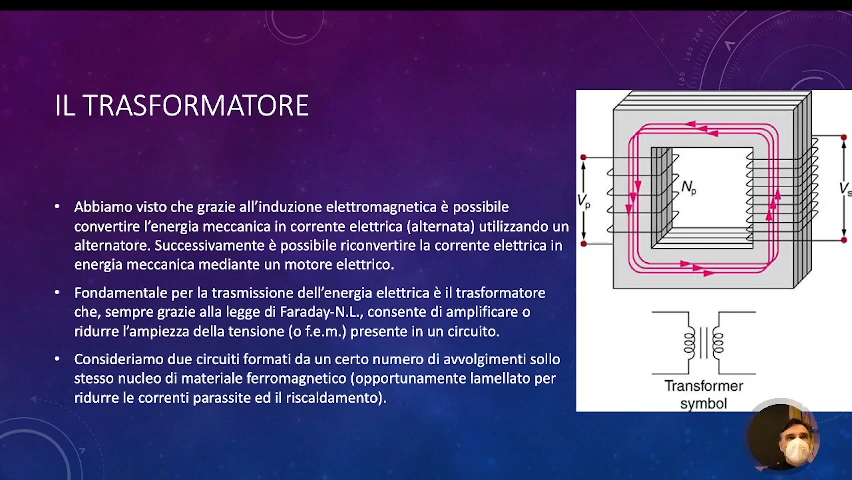 IL TRASFORMATORE
• Abbiamo visto che grazie all'induzione elettromagnetica è possibile
convertire l'energia meccanica in corrente elettrica (alternata) utilizzando un
alternatore. Successivamente è possibile riconvertire la corrente elettrica in
energia meccanica mediante un motore elettrico.
• Fondamentale per la trasmissione dell'energia elettrica è il trasformatore
che, sempre grazie alla legge di Faraday-N.L., consente di amplificare o
ridurre l'ampiezza della tensione (o f.e.m.) presente in un circuito.
• Consideriamo due circuiti formati da un certo numero di avvolgimenti sollo
stesso nucleo di materiale ferromagnetico (opportunamente lamellato per
ridurre le correnti parassite ed il riscaldamento).
Vp
Np
Vs
Transformer
symbol